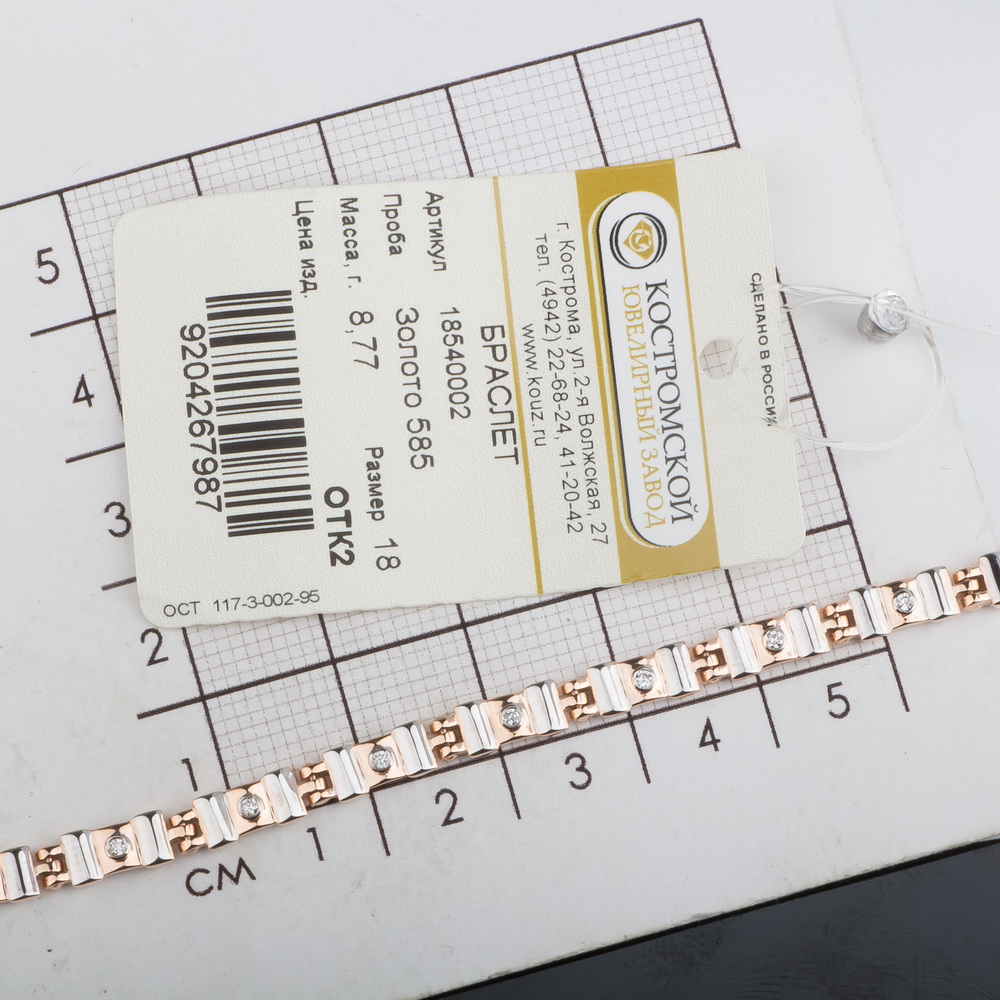 СДЕЛАНО В РОССИИ
КОСТРОМСКОЙ
ЮВЕЛИРНЫЙ ЗАВОД
г. Кострома, ул.2-я Волжская, 27
тел. (4942) 22-68-24, 41-20-42
www.kouz.ru
БРАСЛЕТ
Артикул 18540002
Проба Золото 585
Масса, г. 8,77 Размер 18
Цена изд.
ОТК2
9204267987
ОСТ 117-3-002-95
5
4
3
2
1
СМ
1
2
3
4
5